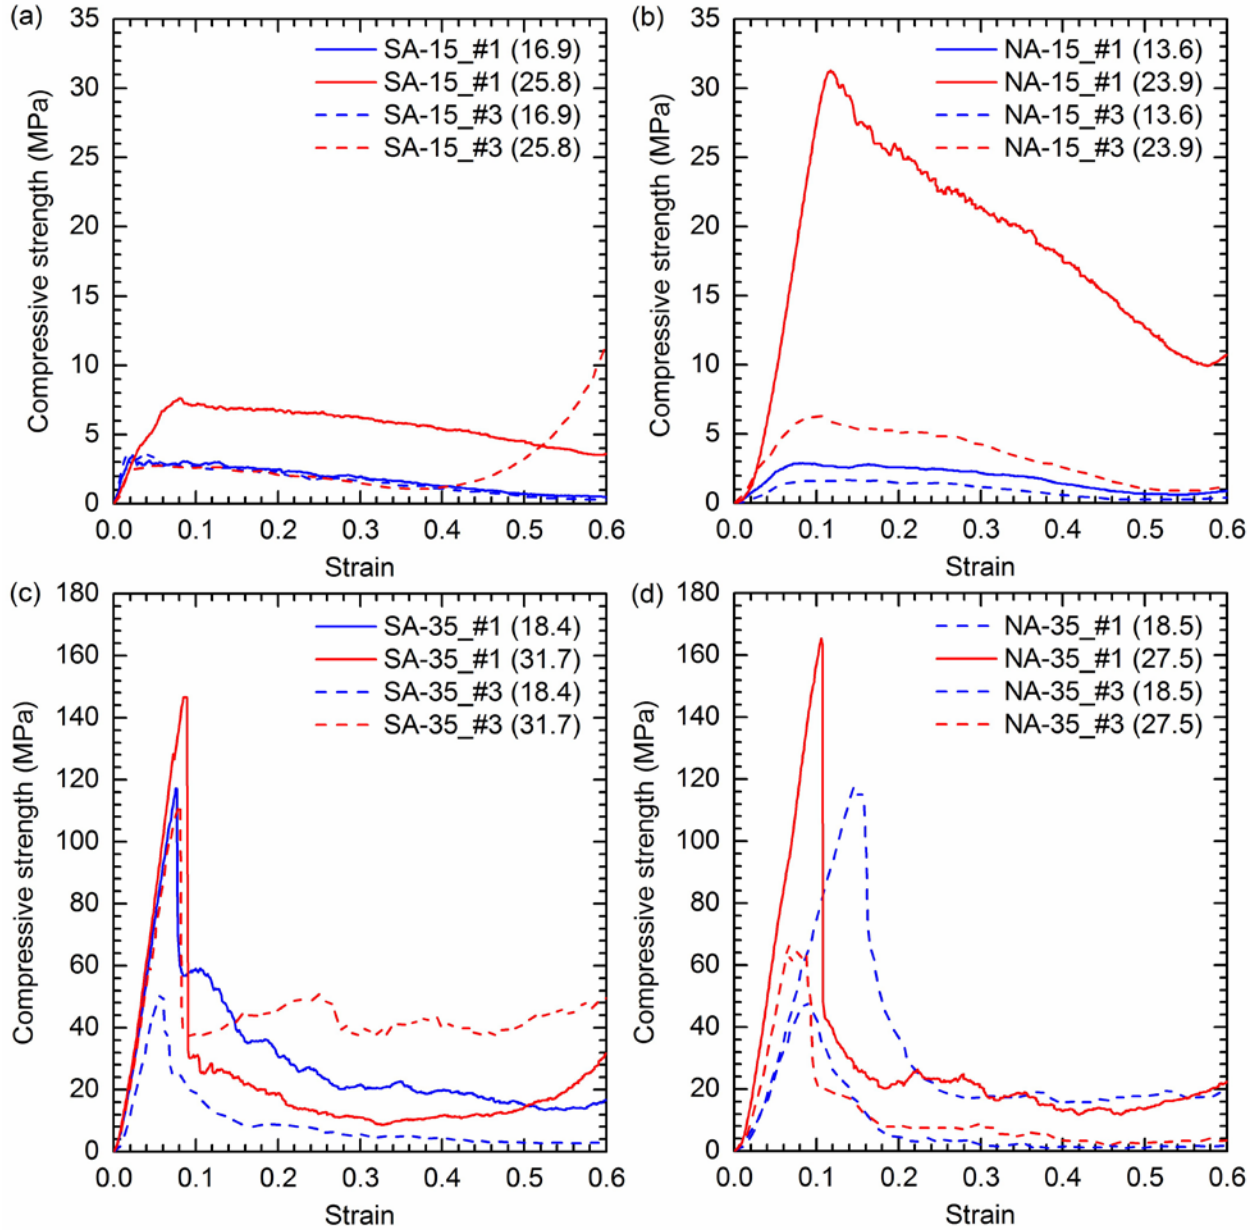 (a)
35
30
25
20
15
10
5
0
Compressive strength (MPa)
SA-15_#1 (16.9)
SA-15_#1 (25.8)
SA-15_#3 (16.9)
SA-15_#3 (25.8)
0.0 0.1 0.2 0.3 0.4 0.5 0.6
Strain
(b)
35
30
25
20
15
10
5
0
Compressive strength (MPa)
NA-15_#1 (13.6)
NA-15_#1 (23.9)
NA-15_#3 (13.6)
NA-15_#3 (23.9)
0.0 0.1 0.2 0.3 0.4 0.5 0.6
Strain
(c)
180
160
140
120
100
80
60
40
20
0
Compressive strength (MPa)
SA-35_#1 (18.4)
SA-35_#1 (31.7)
SA-35_#3 (18.4)
SA-35_#3 (31.7)
0.0 0.1 0.2 0.3 0.4 0.5 0.6
Strain
(d)
180
160
140
120
100
80
60
40
20
0
Compressive strength (MPa)
NA-35_#1 (18.5)
NA-35_#1 (27.5)
NA-35_#3 (18.5)
NA-35_#3 (27.5)
0.0 0.1 0.2 0.3 0.4 0.5 0.6
Strain